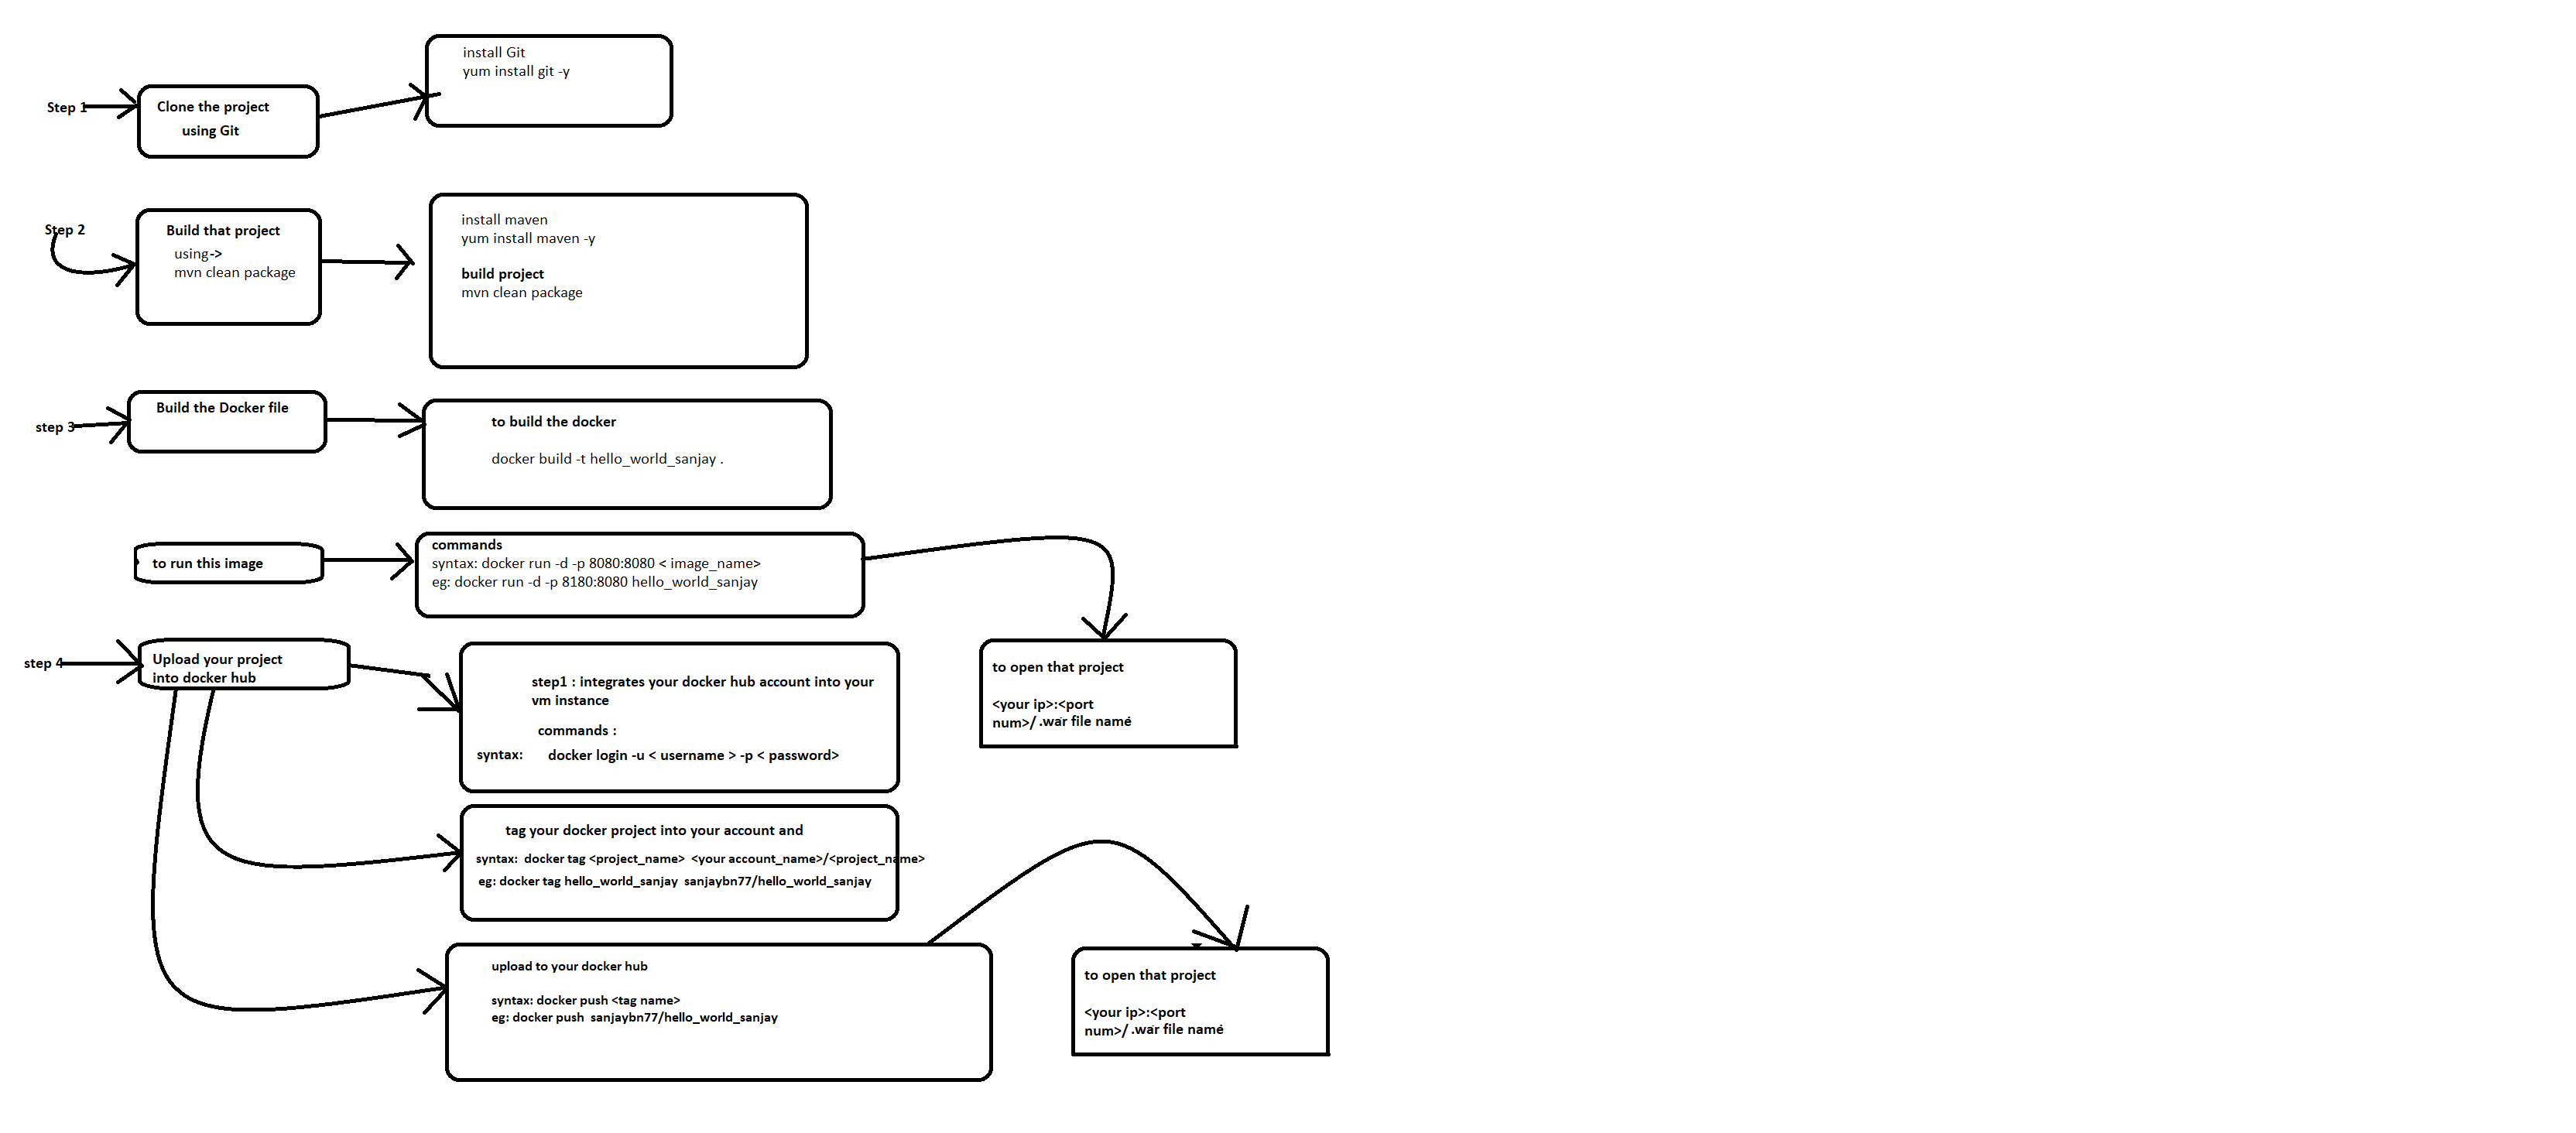 Step 1
Clone the project
using Git
install Git
yum install git -y
Step 2
Build that project
using->
mvn clean package
install maven
yum install maven -y
build project
mvn clean package
step 3
Build the Docker file
to build the docker
docker build -t hello_world_sanjay .
to run this image
commands
syntax: docker run -d -p 8080:8080 < image_name>
eg: docker run -d -p 8180:8080 hello_world_sanjay
to open that project
<your ip>:<port
num>/ .war file name
step 4
Upload your project
into docker hub
step1 : integrates your docker hub account into your
vm instance
commands :
syntax: docker login -u < username > -p < password>
tag your docker project into your account and
syntax: docker tag <project_name> <your account_name>/<project_name>
eg: docker tag hello_world_sanjay sanjaybn77/hello_world_sanjay
upload to your docker hub
syntax: docker push <tag name>
eg: docker push sanjaybn77/hello_world_sanjay
to open that project
<your ip>:<port
num>/ .war file name